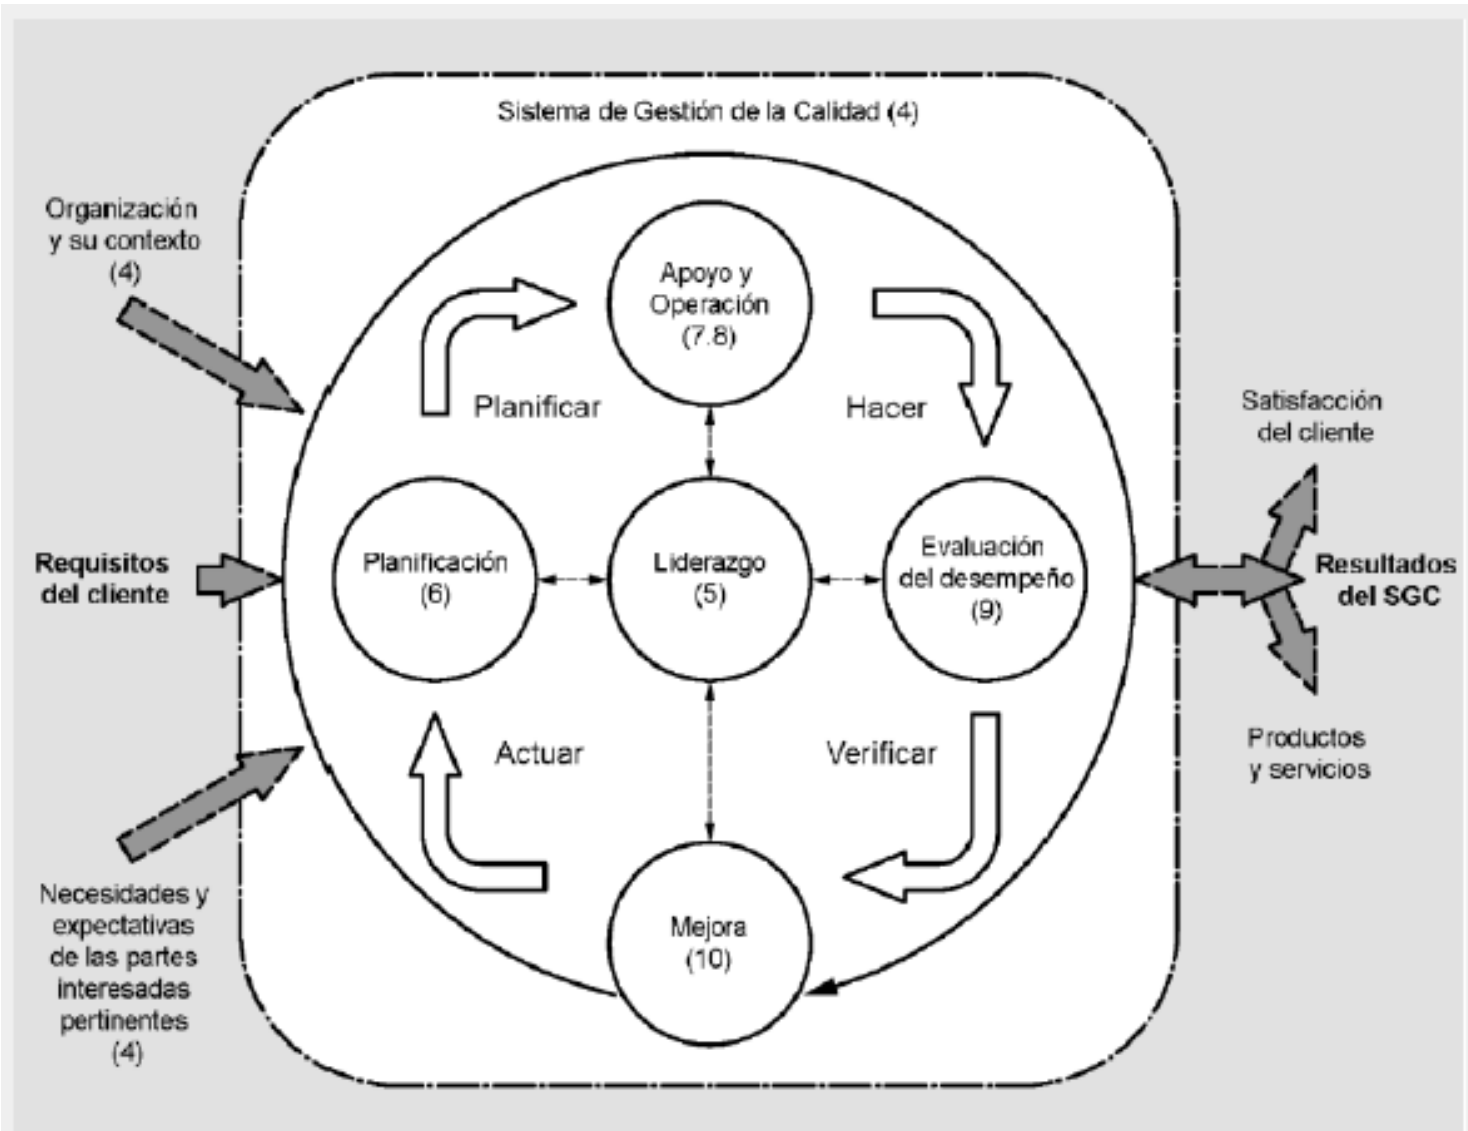 Sistema de Gestión de la Calidad (4)
Organización
y su contexto
(4)
Apoyo y
Operación
(7.8)
Planificar
Hacer
Satisfacción
del cliente
Requisitos
del cliente
Planificación
(6)
Liderazgo
(5)
Evaluación
del desempeño
(9)
Resultados
del SGC
Actuar
Verificar
Productos
y servicios
Necesidades y
expectativas
de las partes
interesadas
pertinentes
(4)
Mejora
(10)